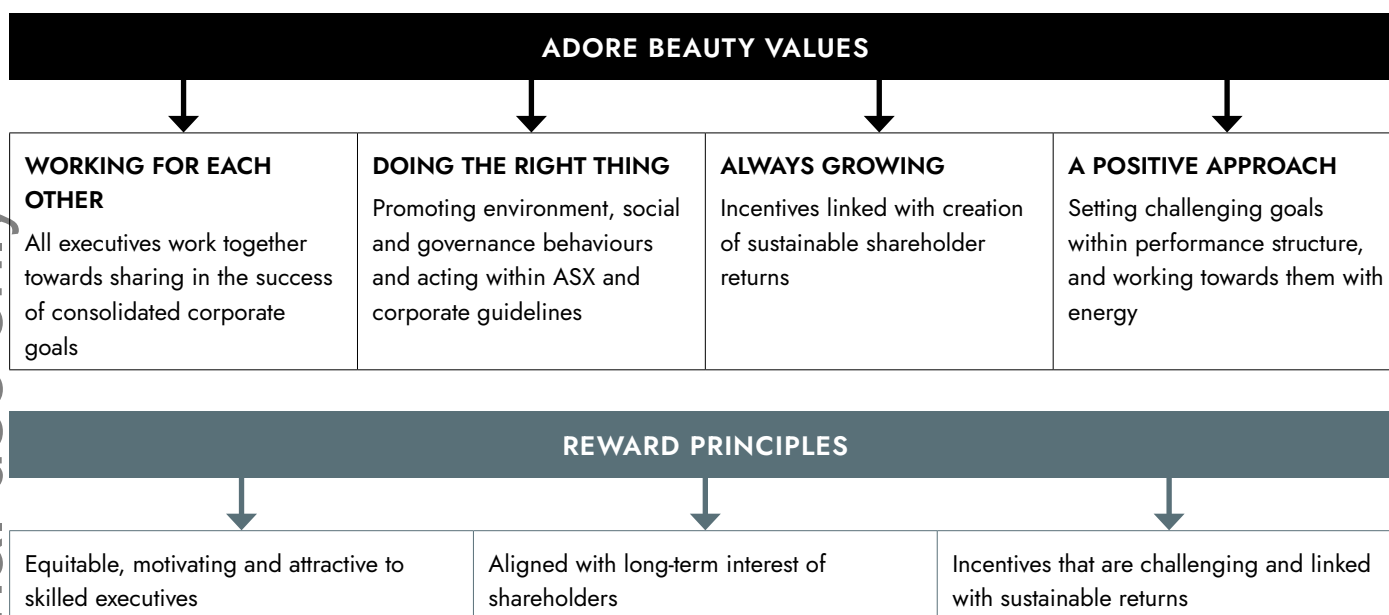 ADORE BEAUTY VALUES
WORKING FOR EACH
OTHER
All executives work together
towards sharing in the success
of consolidated corporate
goals
DOING THE RIGHT THING
Promoting environment, social
and governance behaviours
and acting within ASX and
corporate guidelines
ALWAYS GROWING
Incentives linked with creation
of sustainable shareholder
returns
A POSITIVE APPROACH
Setting challenging goals
within performance structure,
and working towards them with
energy
REWARD PRINCIPLES
Equitable, motivating and attractive to
skilled executives
Aligned with long-term interest of
shareholders
Incentives that are challenging and linked
with sustainable returns